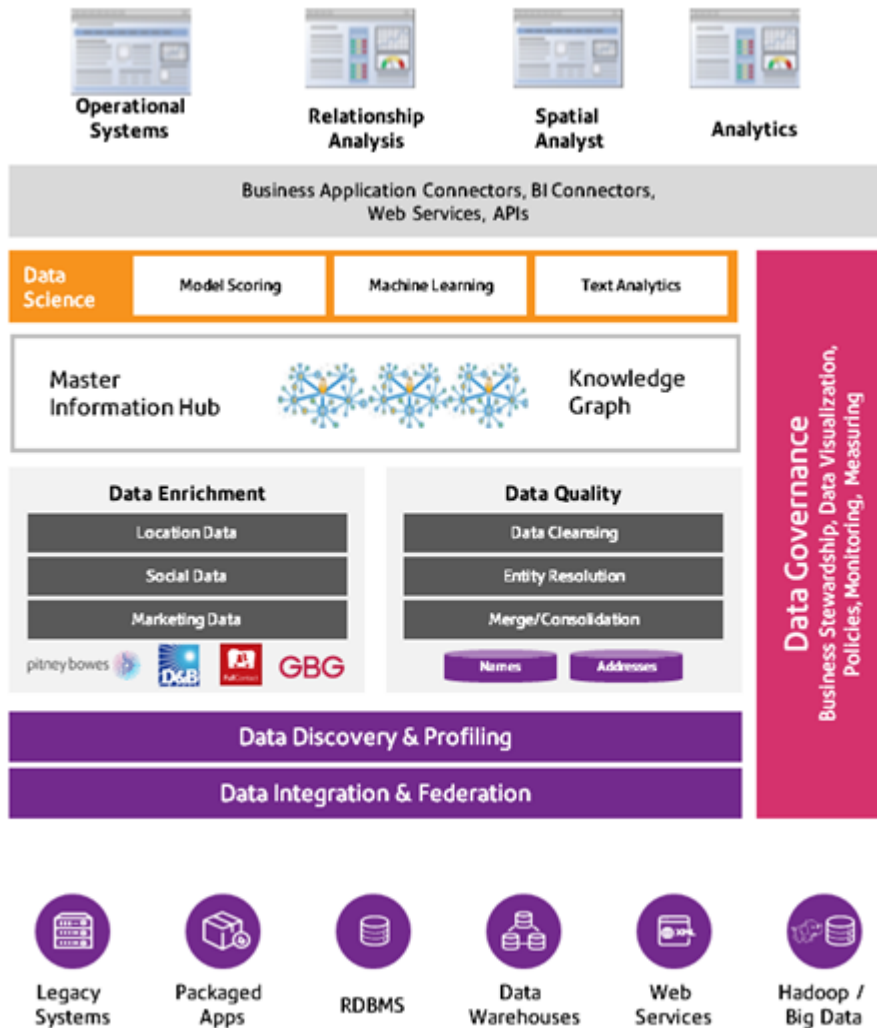 Operational
Systems
Relationship
Analysis
Spatial
Analyst
Analytics
Business Application Connectors, BI Connectors,
Web Services, APIs
Data
Science
Model Scoring
Machine Learning
Text Analytics
Master
Information Hub
Knowledge
Graph
Data Enrichment
Location Data
Social Data
Marketing Data
pitney bowes
D&B
FullContact
GBG
Data Quality
Data Cleansing
Entity Resolution
Merge/Consolidation
Names
Addresses
Data Governance
Business Stewardship, Data Visualization,
Policies, Monitoring, Measuring
Data Discovery & Profiling
Data Integration & Federation
Legacy
Systems
Packaged
Apps
RDBMS
Data
Warehouses
XML
Web
Services
Hadoop /
Big Data